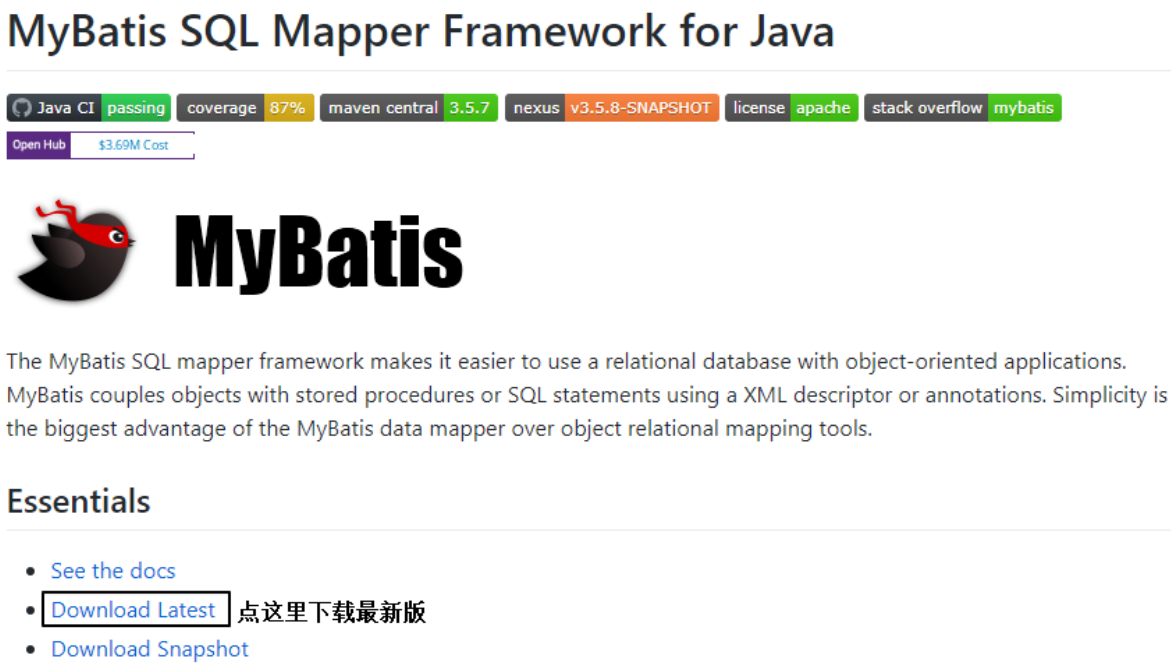 MyBatis SQL Mapper Framework for Java
Java CI passing coverage 87% maven central 3.5.7 nexus v3.5.8-SNAPSHOT license apache stack overflow mybatis
Open Hub $3.69M Cost
MyBatis
The MyBatis SQL mapper framework makes it easier to use a relational database with object-oriented applications.
MyBatis couples objects with stored procedures or SQL statements using a XML descriptor or annotations. Simplicity is
the biggest advantage of the MyBatis data mapper over object relational mapping tools.
Essentials
See the docs
Download Latest 点这里下载最新版
Download Snapshot